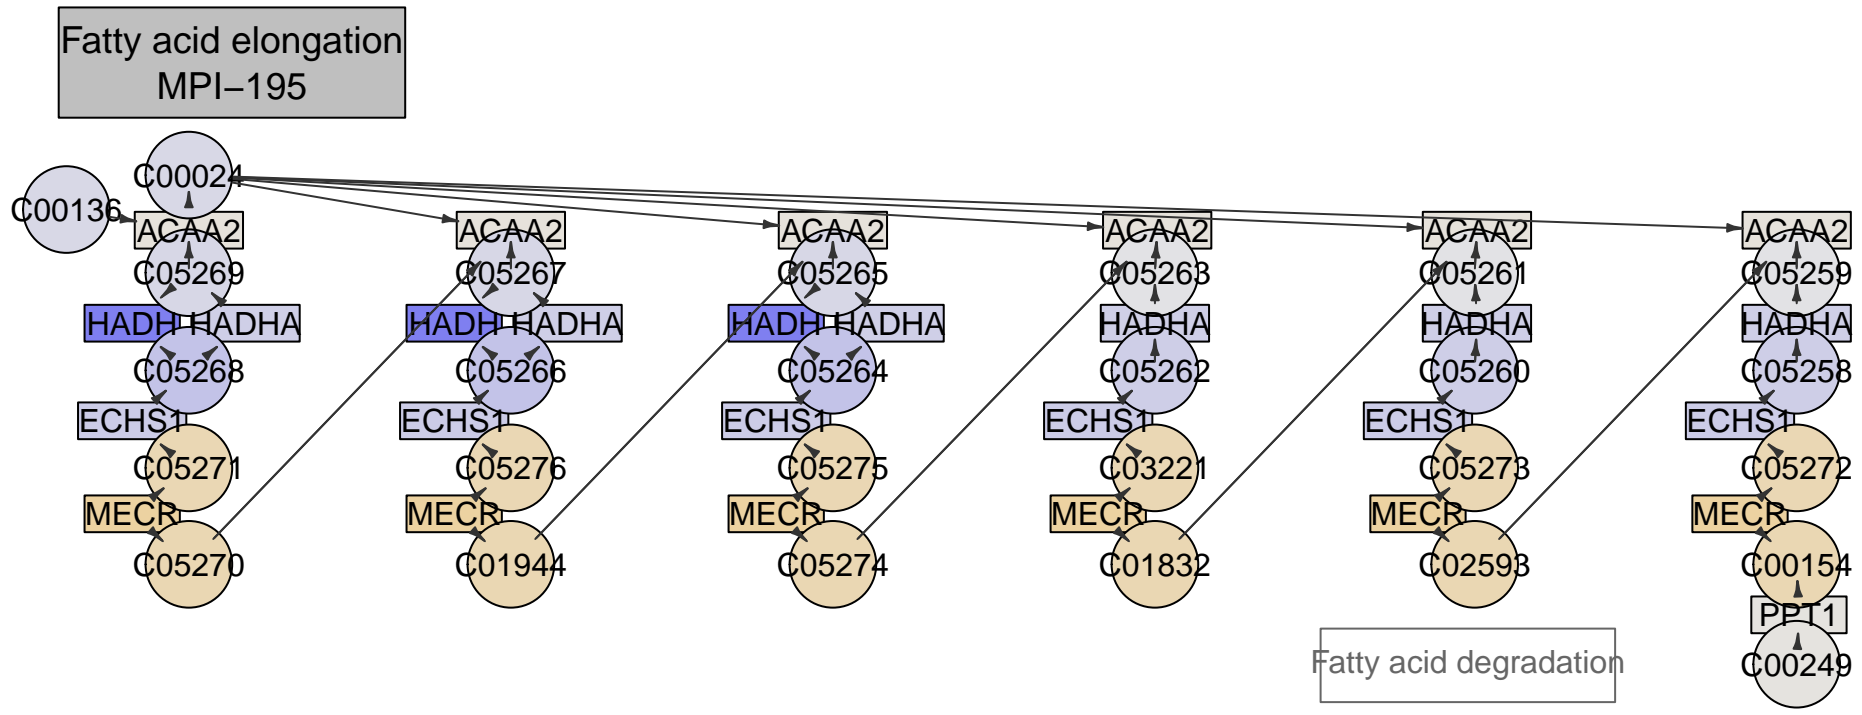 Fatty acid elongation
MPI−195
C00024
C00136
ACAA2 ACAA2 ACAA2 ACAA2 ACAA2 ACAA2
C05269 C05267 C05265 C05263 C05261 C05259
HADH HADHA HADH HADHA HADH HADHA HADHA HADHA HADHA
C05268 C05266 C05264 C05262 C05260 C05258
ECHS1 ECHS1 ECHS1 ECHS1 ECHS1 ECHS1
C05271 C05276 C05275 C03221 C05273 C05272
MECR MECR MECR MECR MECR MECR
C05270 C01944 C05274 C01832 C02593 C00154
PPT1
Fatty acid degradation C00249